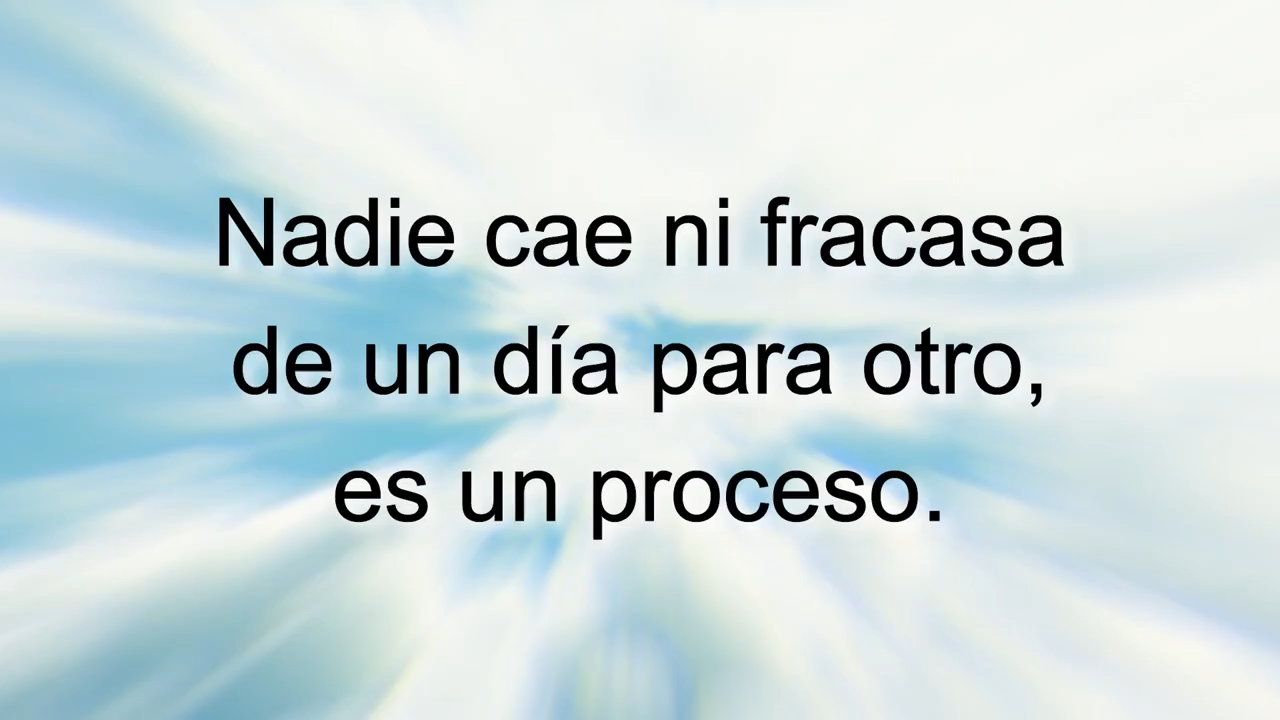 Nadie cae ni fracasa
de un día para otro,
es un proceso.